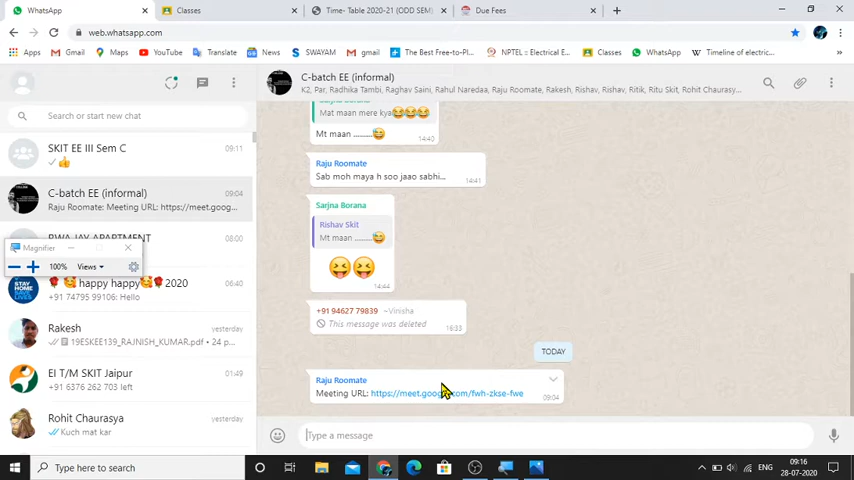 WhatsApp
Classes
Time- Table 2020-21 (ODD SEM)
Due Fees
web.whatsapp.com
Apps
Gmail
Maps
YouTube
Translate
News
SWAYAM
gmail
The Best Free-to-Pl...
NPTEL :: Electrical E...
Classes
WhatsApp
Timeline of electric...
Search or start new chat
SKIT EE III Sem C
09:11
👍
C-batch EE (informal)
09:04
Raju Roomate: Meeting URL: https://meet.goog...
08:00
Magnifier
100%
Views
STAY HOME SAVE LIVES
🌹🥰 happy happy🥰🌹2020
06:40
+91 74795 99106: Hello
Rakesh
yesterday
19ESKEE139_RAJNISH_KUMAR.pdf • 24 p...
EI T/M SKIT Jaipur
01:49
+91 6376 262 703 left
Rohit Chaurasya
yesterday
Kuch mat kar
C-batch EE (informal)
K2, Par, Radhika Tambi, Raghav Saini, Rahul Naredaa, Raju Roomate, Rakesh, Rishav, Rishav, Ritik, Ritu Skit, Rohit Chaurasy...
Mat maan mere kya😂😂😂
Mt maan ..........😅
14:40
Raju Roomate
Sab moh maya h soo jaao sabhi...
14:41
Sarjna Borana
Rishav Skit
Mt maan ..........😅
😝😝
14:44
+91 94627 79839 ~Vinisha
This message was deleted
16:33
TODAY
Raju Roomate
Meeting URL: https://meet.google.com/fwh-zkse-fwe
09:04
Type a message
Type here to search
ENG
09:16
28-07-2020